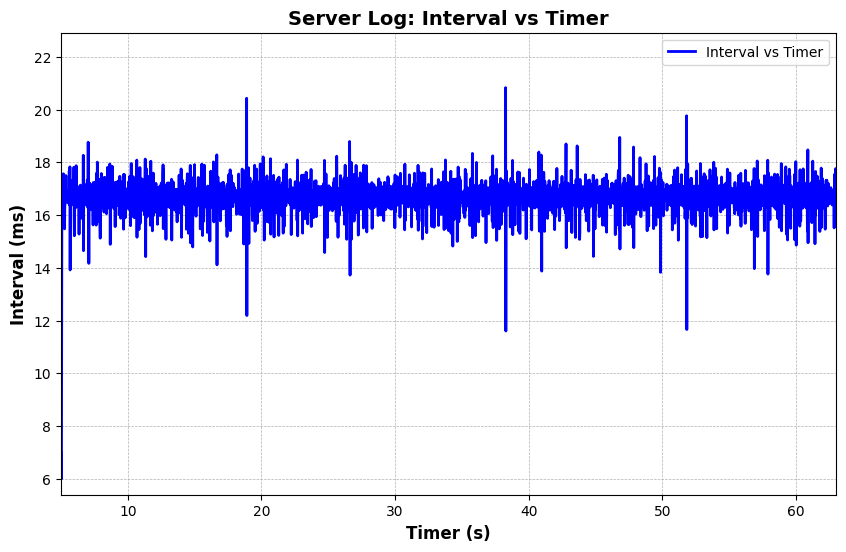 Server Log: Interval vs Timer
Interval vs Timer
Interval (ms)
22
20
18
16
14
12
10
8
6
10 20 30 40 50 60
Timer (s)